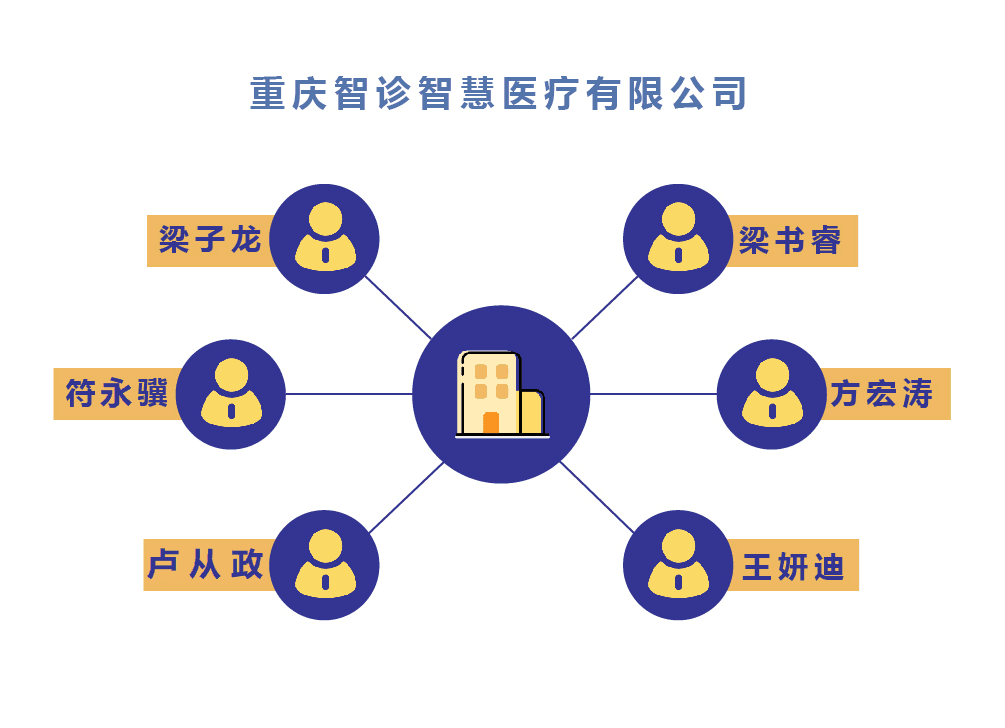 重庆智诊智慧医疗有限公司
梁子龙
梁书睿
符永骥
方宏涛
卢从政
王妍迪